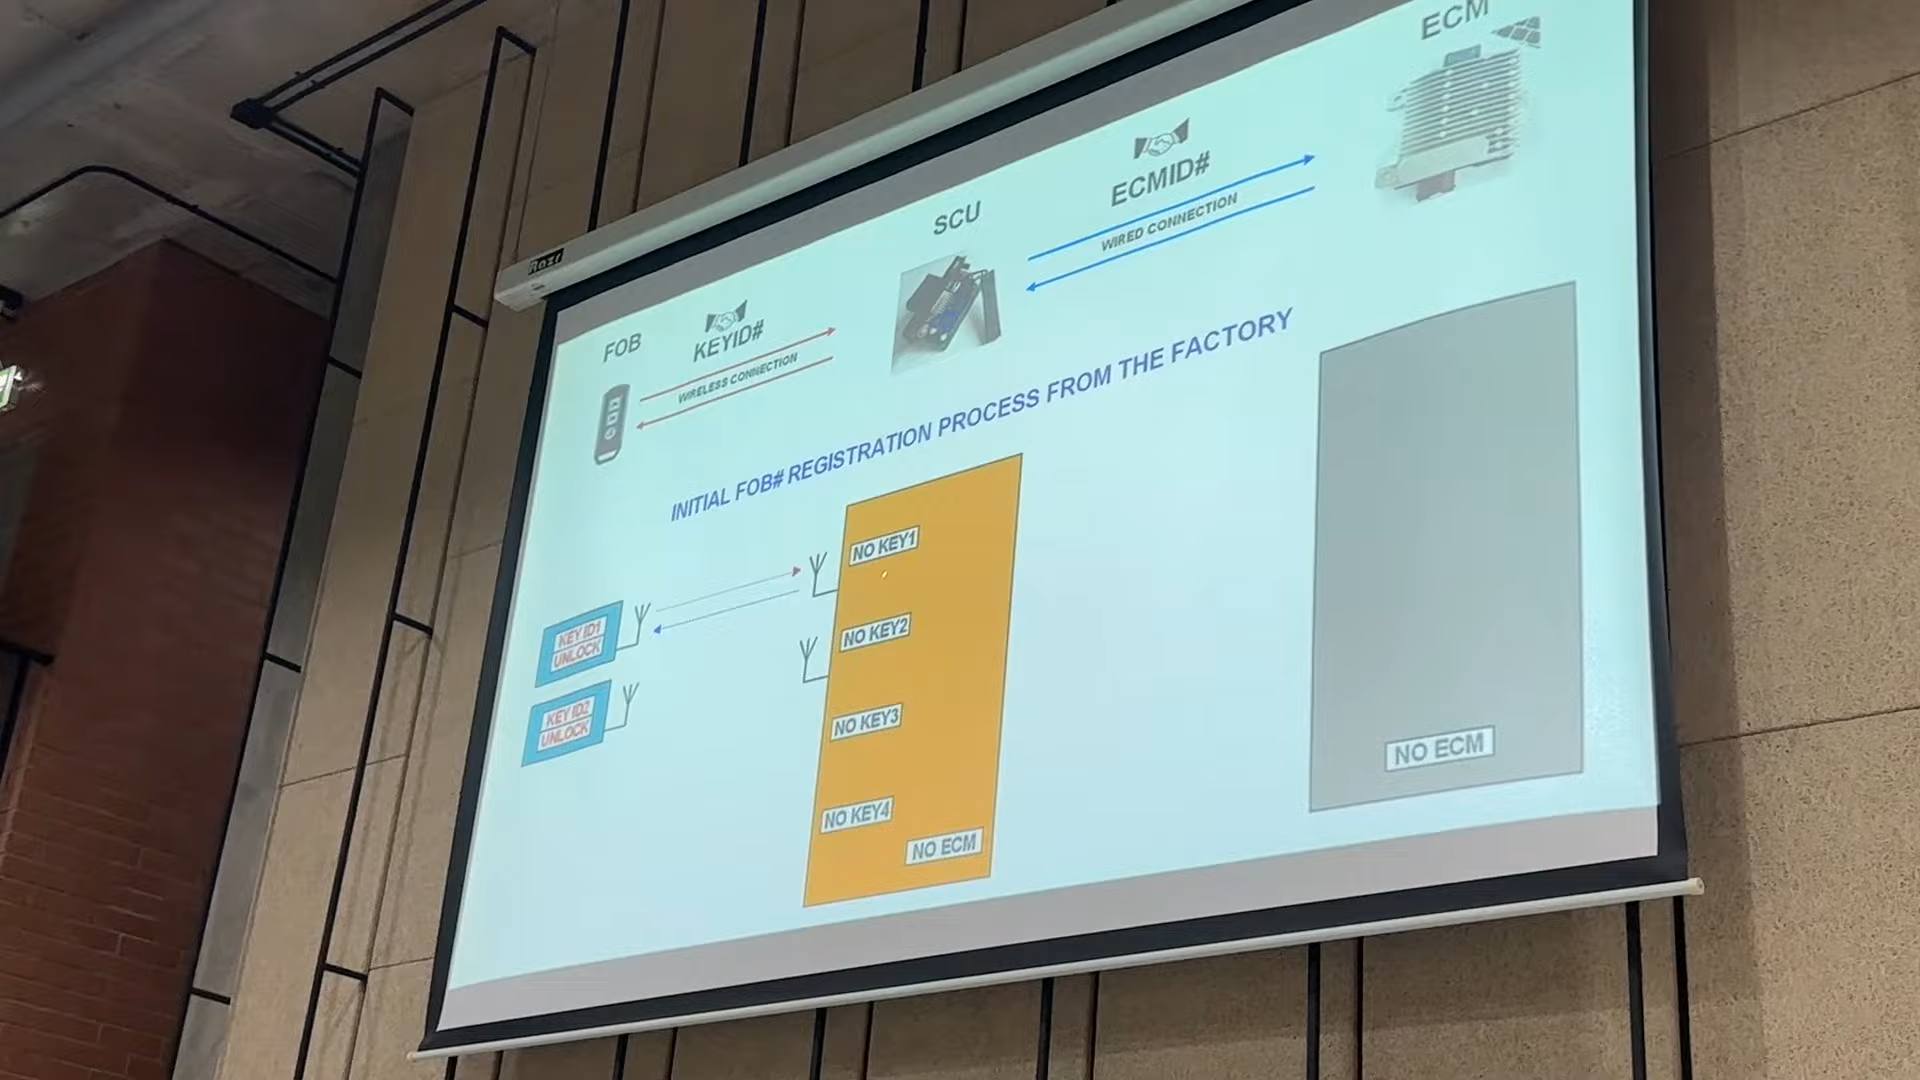 ECM
ECMID#
WIRED CONNECTION
SCU
FOB
KEYID#
WIRELESS CONNECTION
INITIAL FOB# REGISTRATION PROCESS FROM THE FACTORY
NO KEY1
NO KEY2
NO KEY3
NO KEY4
NO ECM
KEY ID1
UNLOCK
KEY ID2
UNLOCK
NO ECM